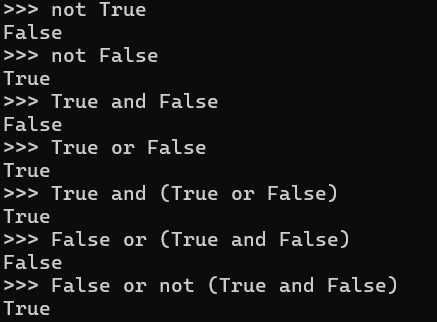 >>> not True
False
>>> not False
True
>>> True and False
False
>>> True or False
True
>>> True and (True or False)
True
>>> False or (True and False)
False
>>> False or not (True and False)
True